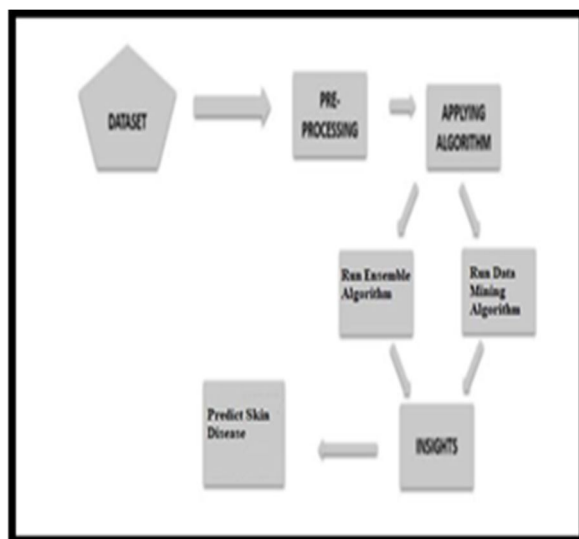 DATASET
PRE-
PROCESSING
APPLYING
ALGORITHM
Run Ensemble
Algorithm
Run Data
Mining
Algorithm
Predict Skin
Disease
INSIGHTS